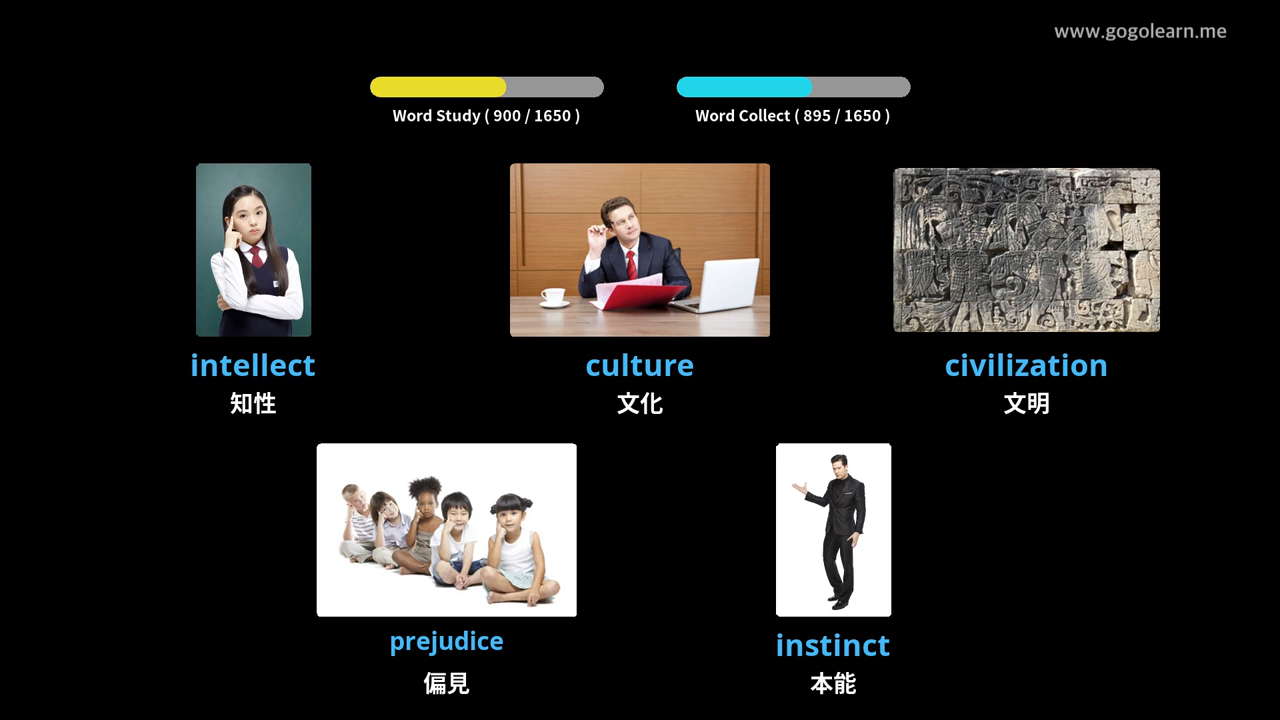 www.gogolearn.me
Word Study ( 900 / 1650 )
Word Collect ( 895 / 1650 )
intellect
知性
culture
文化
civilization
文明
prejudice
偏見
instinct
本能